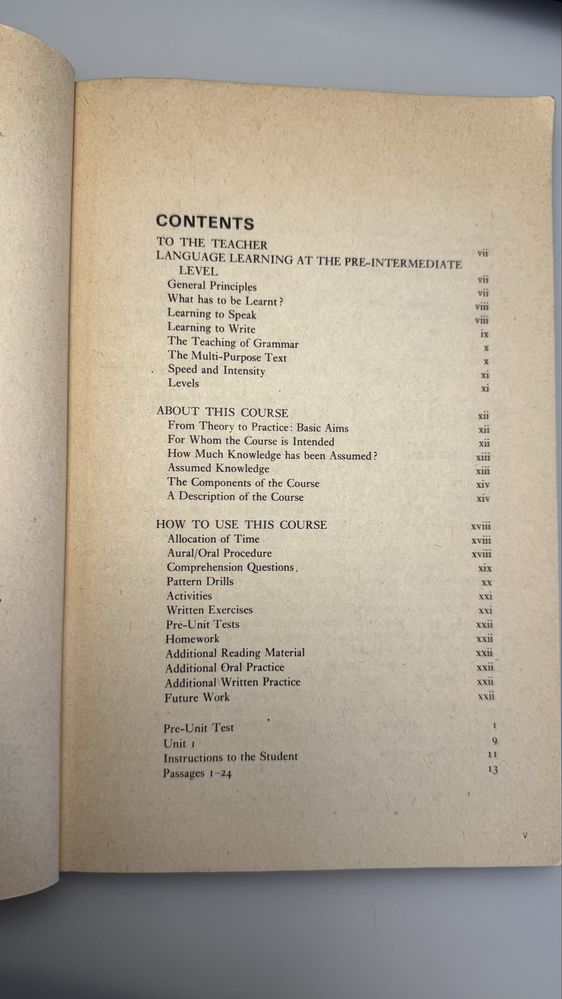 CONTENTS
TO THE TEACHER vii
LANGUAGE LEARNING AT THE PRE-INTERMEDIATE
LEVEL vii
General Principles vii
What has to be Learnt? viii
Learning to Speak viii
Learning to Write ix
The Teaching of Grammar x
The Multi-Purpose Text x
Speed and Intensity xi
Levels xi
ABOUT THIS COURSE xii
From Theory to Practice: Basic Aims xii
For Whom the Course is Intended xii
How Much Knowledge has been Assumed? xiii
Assumed Knowledge xiii
The Components of the Course xiv
A Description of the Course xiv
HOW TO USE THIS COURSE xviii
Allocation of Time xviii
Aural/Oral Procedure xviii
Comprehension Questions xix
Pattern Drills xx
Activities xxi
Written Exercises xxi
Pre-Unit Tests xxii
Homework xxii
Additional Reading Material xxii
Additional Oral Practice xxii
Additional Written Practice xxii
Future Work xxii
Pre-Unit Test 1
Unit 1 9
Instructions to the Student 11
Passages 1–24 13
v